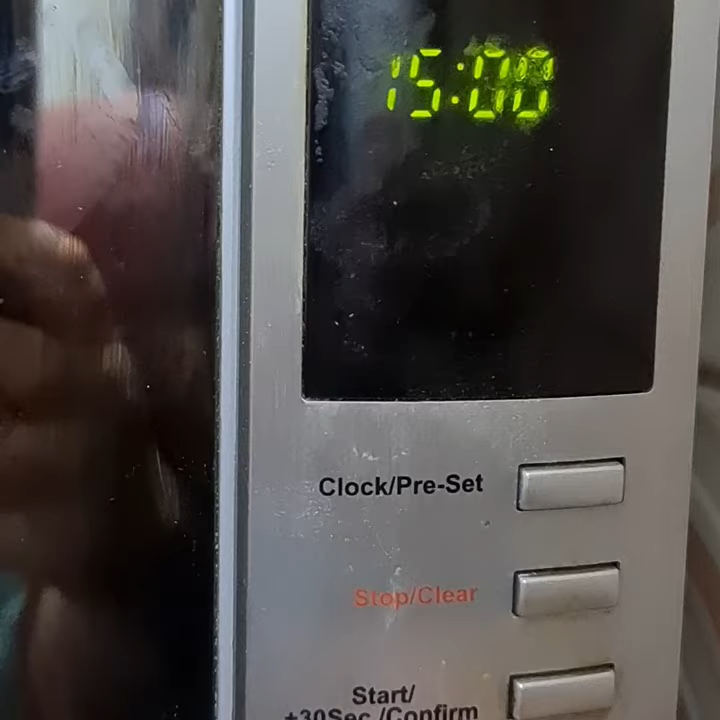 15:00
Clock/Pre-Set
Stop/Clear
Start/
+30Sec./Confirm